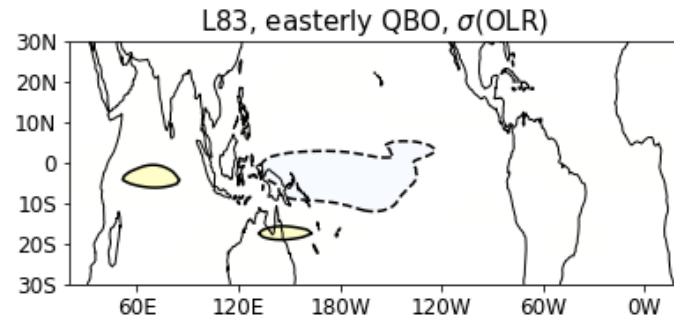 L83, easterly QBO, σ(OLR)
30N
20N
10N
0
10S
20S
30S
60E 120E 180W 120W 60W 0W